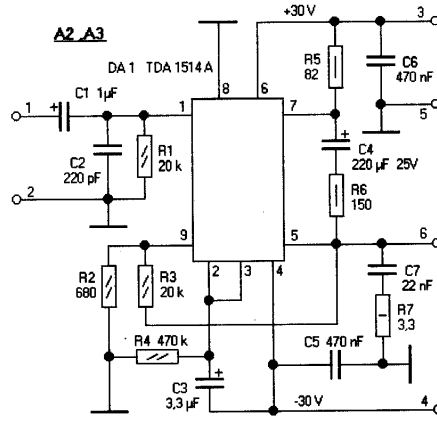 A2 ,A3
+30 V
3
DA 1 TDA 1514 A
R5
82
C6
470 nF
8
6
C1 1µF
+
1
1
7
5
+
C4
220 µF 25V
C2
220 pF
R1
20 k
R6
150
2
9
5
6
R2
680
R3
20 k
2
3
4
C7
22 nF
R7
3,3
R4 470 k
C5 470 nF
C3
3,3 µF
+
-30 V
4